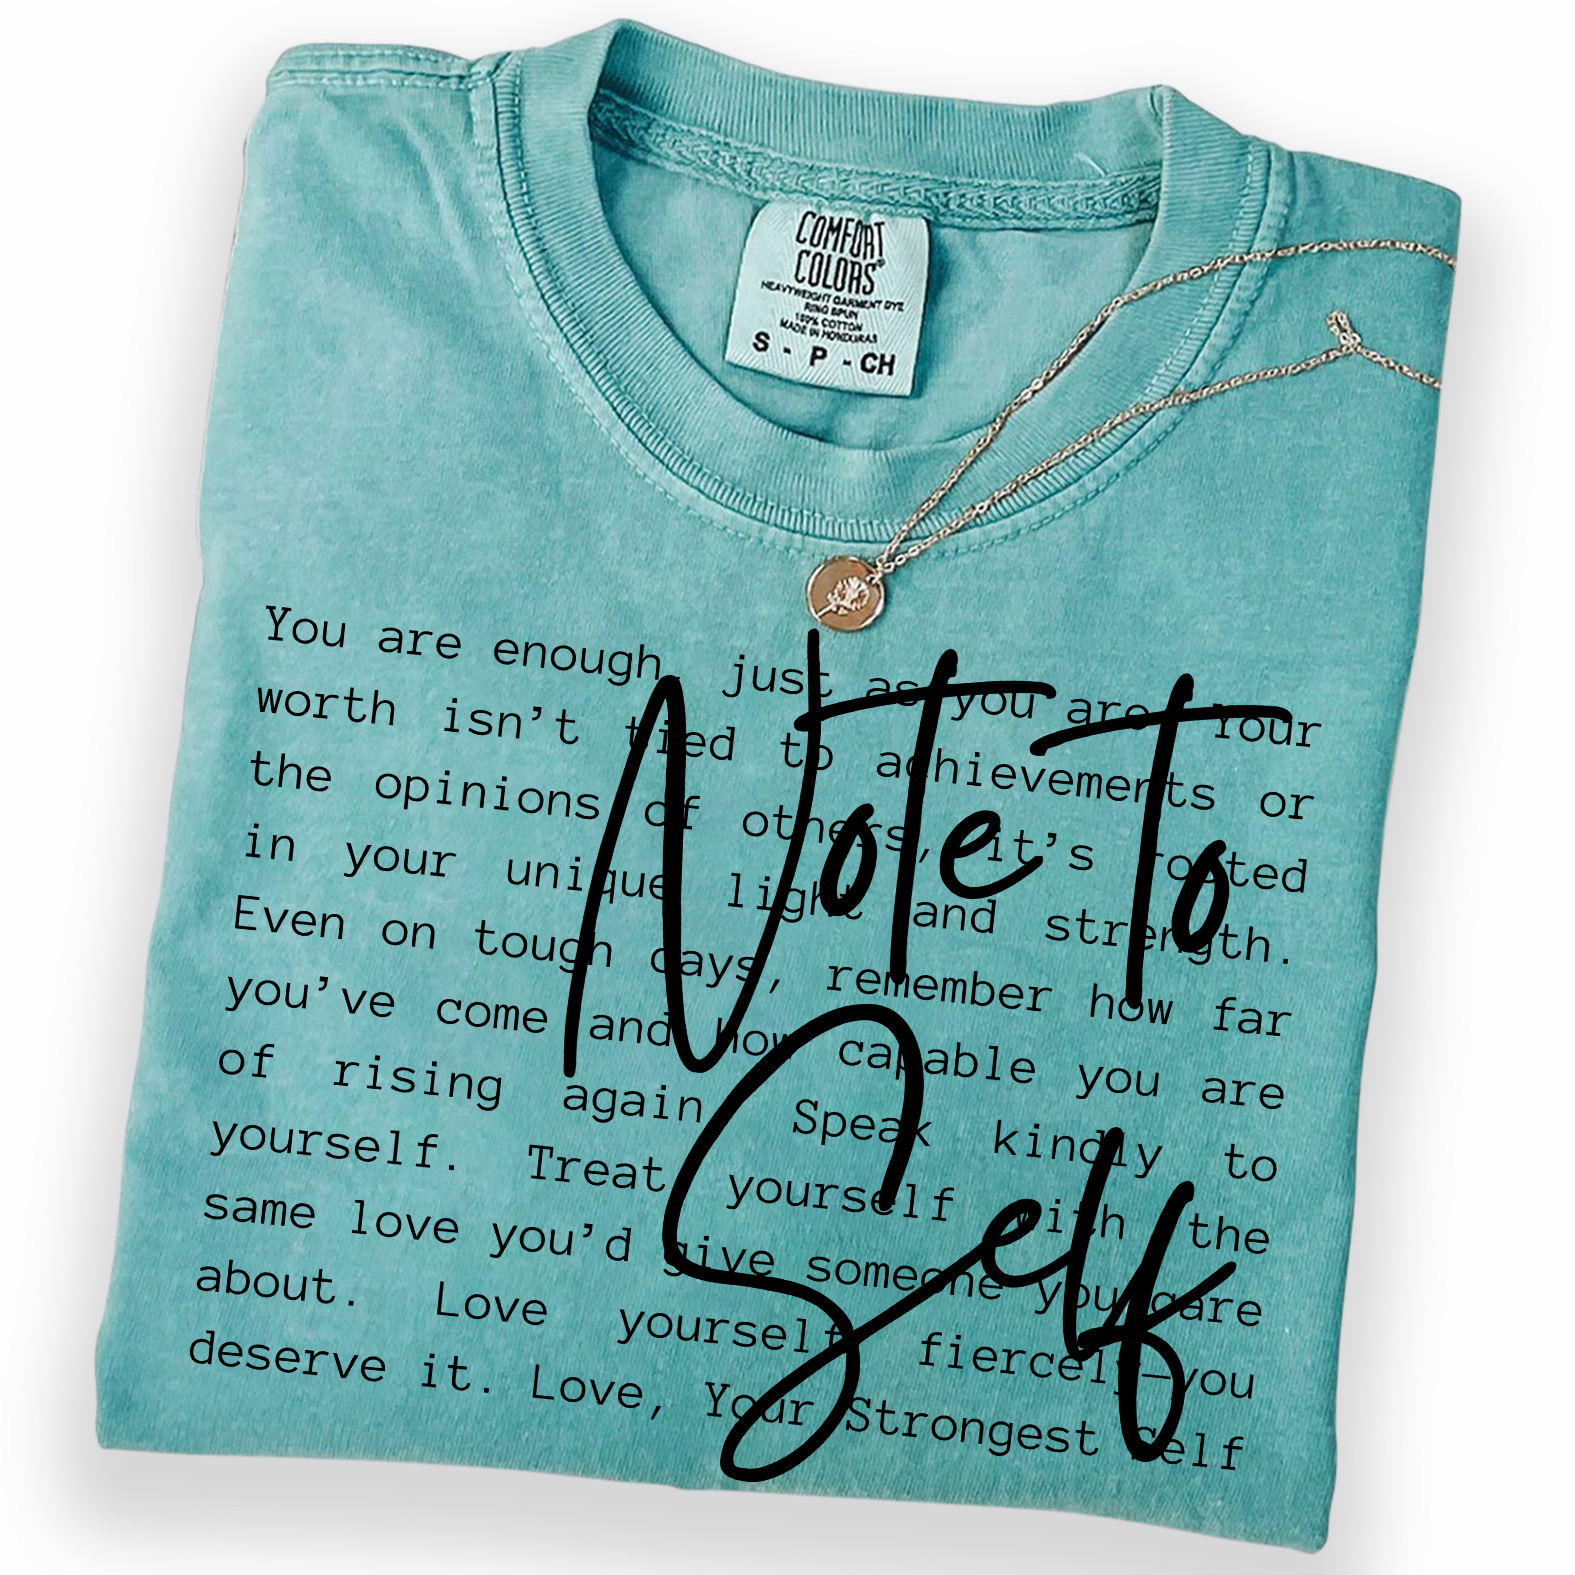 COMFORT
COLORS®
HEAVYWEIGHT GARMENT DYE
RING SPUN
100% COTTON
MADE IN HONDURAS
S - P - CH
You are enough, just as you are. Your
worth isn’t tied to achievements or
the opinions of others, it’s rooted
in your unique light and strength.
Even on tough days, remember how far
you’ve come and how capable you are
of rising again. Speak kindly to
yourself. Treat yourself with the
same love you’d give someone you care
about. Love yourself fiercely—you
deserve it. Love, Your Strongest Self
Note To
Self